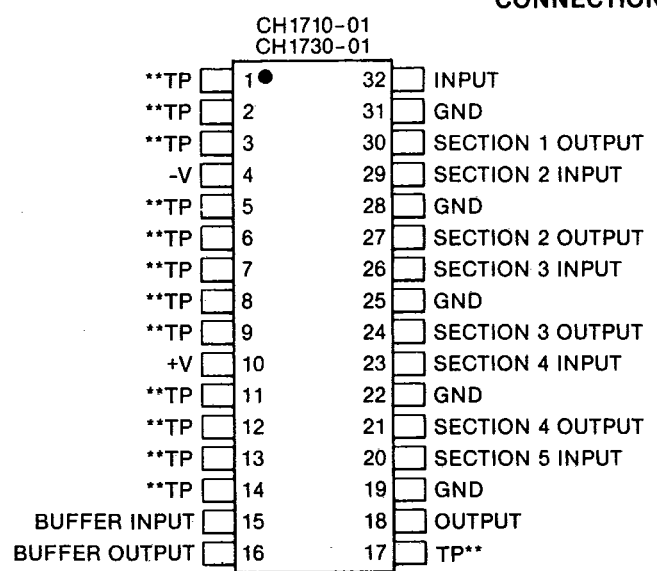 CONNECTION
CH1710-01
CH1730-01
**TP 1 32 INPUT
**TP 2 31 GND
**TP 3 30 SECTION 1 OUTPUT
-V 4 29 SECTION 2 INPUT
**TP 5 28 GND
**TP 6 27 SECTION 2 OUTPUT
**TP 7 26 SECTION 3 INPUT
**TP 8 25 GND
**TP 9 24 SECTION 3 OUTPUT
+V 10 23 SECTION 4 INPUT
**TP 11 22 GND
**TP 12 21 SECTION 4 OUTPUT
**TP 13 20 SECTION 5 INPUT
**TP 14 19 GND
BUFFER INPUT 15 18 OUTPUT
BUFFER OUTPUT 16 17 TP**